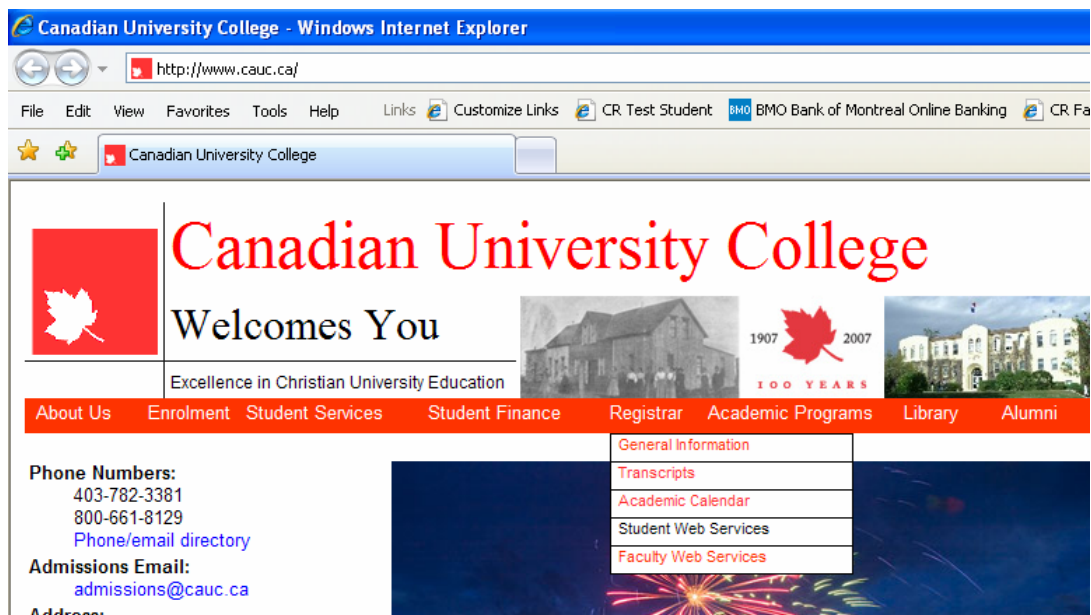 Canadian University College - Windows Internet Explorer
http://www.cauc.ca/
File Edit View Favorites Tools Help Links Customize Links CR Test Student BMO BMO Bank of Montreal Online Banking CR Fa
Canadian University College
Canadian University College
Welcomes You
1907 2007
100 YEARS
Excellence in Christian University Education
About Us Enrolment Student Services Student Finance Registrar Academic Programs Library Alumni
General Information
Transcripts
Academic Calendar
Student Web Services
Faculty Web Services
Phone Numbers:
403-782-3381
800-661-8129
Phone/email directory
Admissions Email:
admissions@cauc.ca
Address: